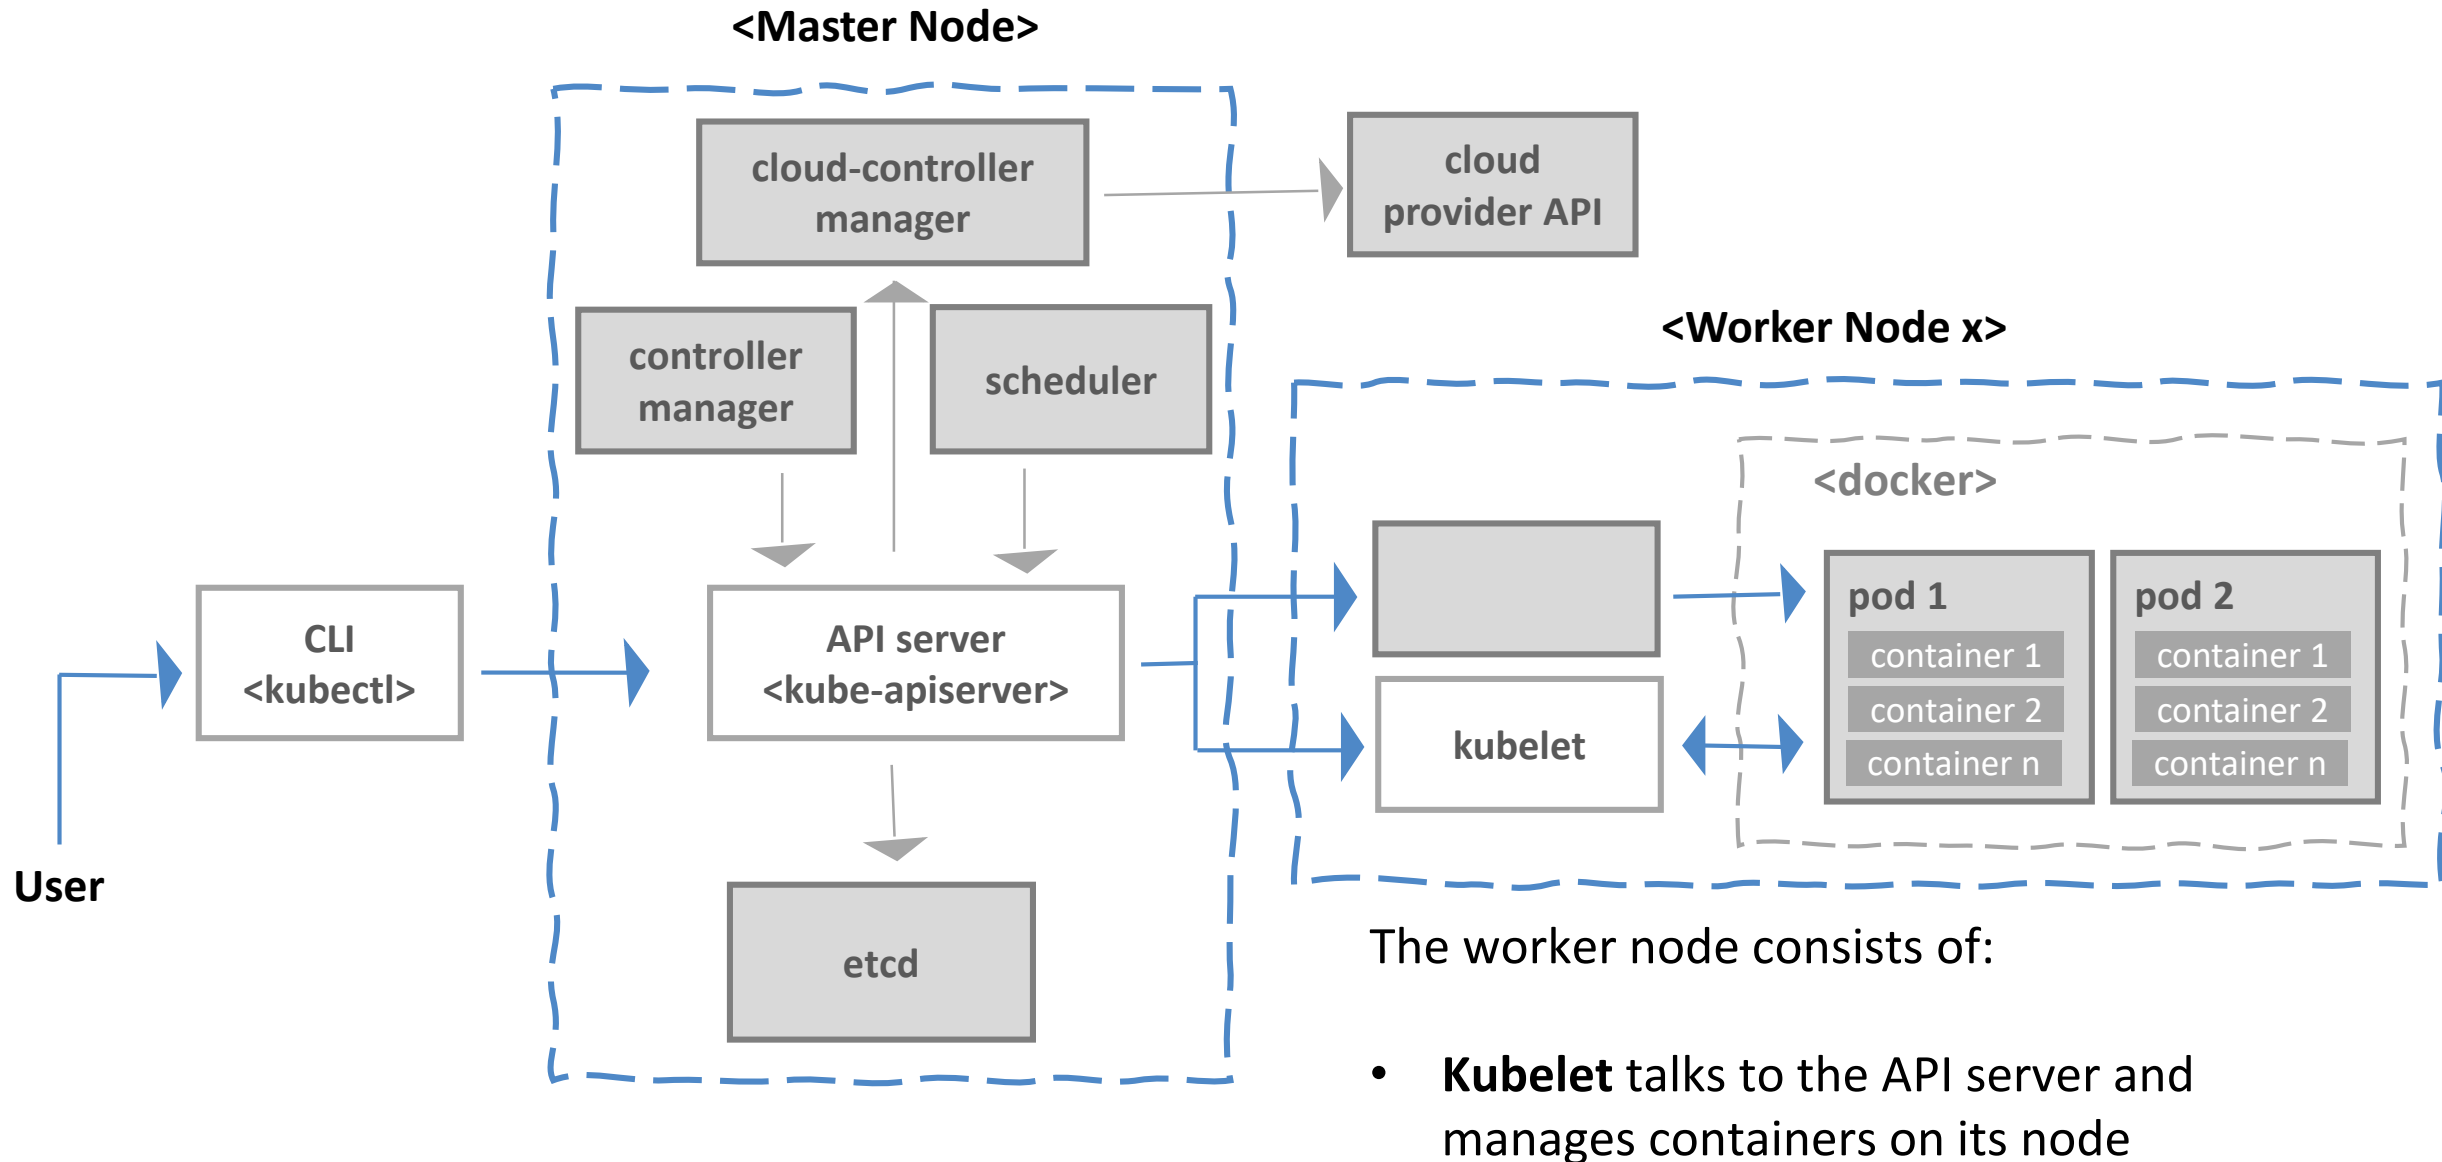 <Master Node>
cloud-controller
manager
cloud
provider API
controller
manager
scheduler
<Worker Node x>
<docker>
CLI
<kubectl>
API server
<kube-apiserver>
pod 1
container 1
container 2
container n
pod 2
container 1
container 2
container n
kubelet
User
etcd
The worker node consists of:
• Kubelet talks to the API server and
manages containers on its node